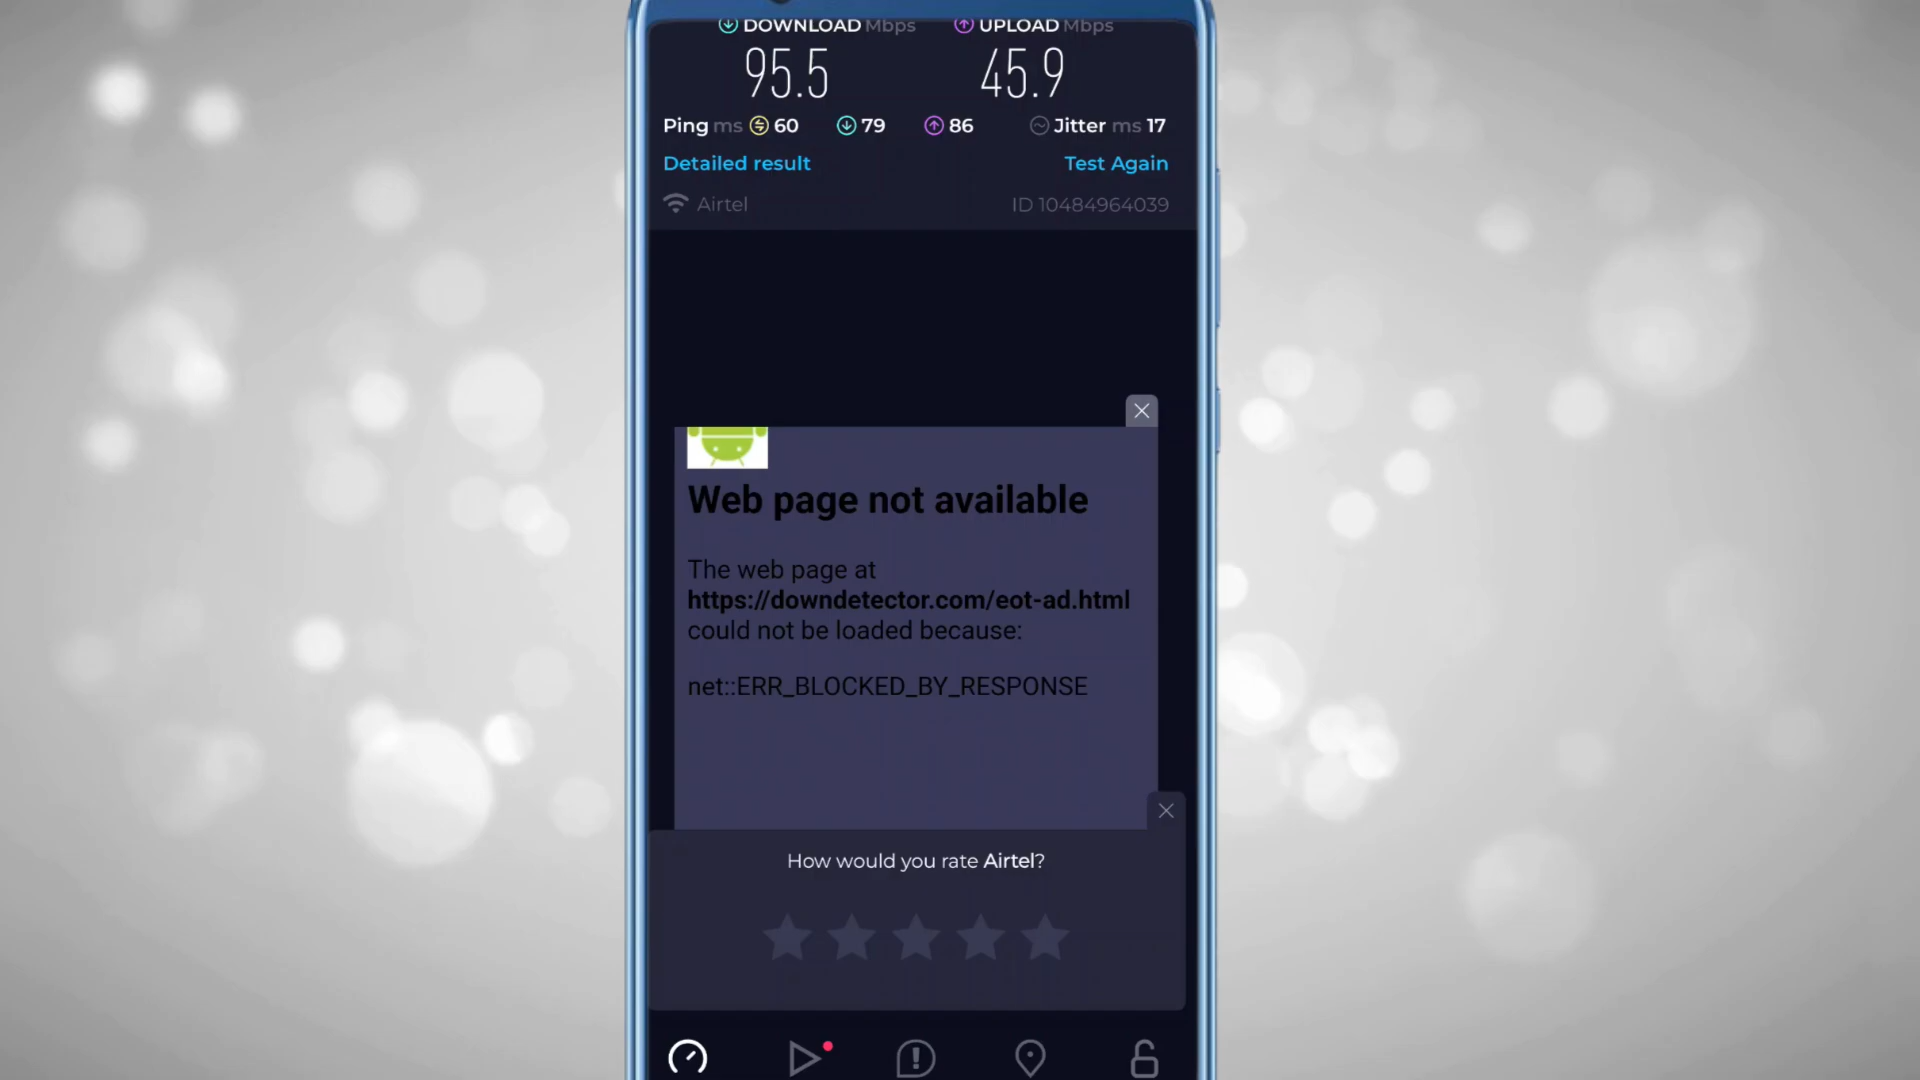 DOWNLOAD Mbps UPLOAD Mbps
95.5 45.9
Ping ms 60 79 86 Jitter ms 17
Detailed result Test Again
Airtel ID 10484964039
Web page not available
The web page at
https://downdetector.com/eot-ad.html
could not be loaded because:
net::ERR_BLOCKED_BY_RESPONSE
How would you rate Airtel?